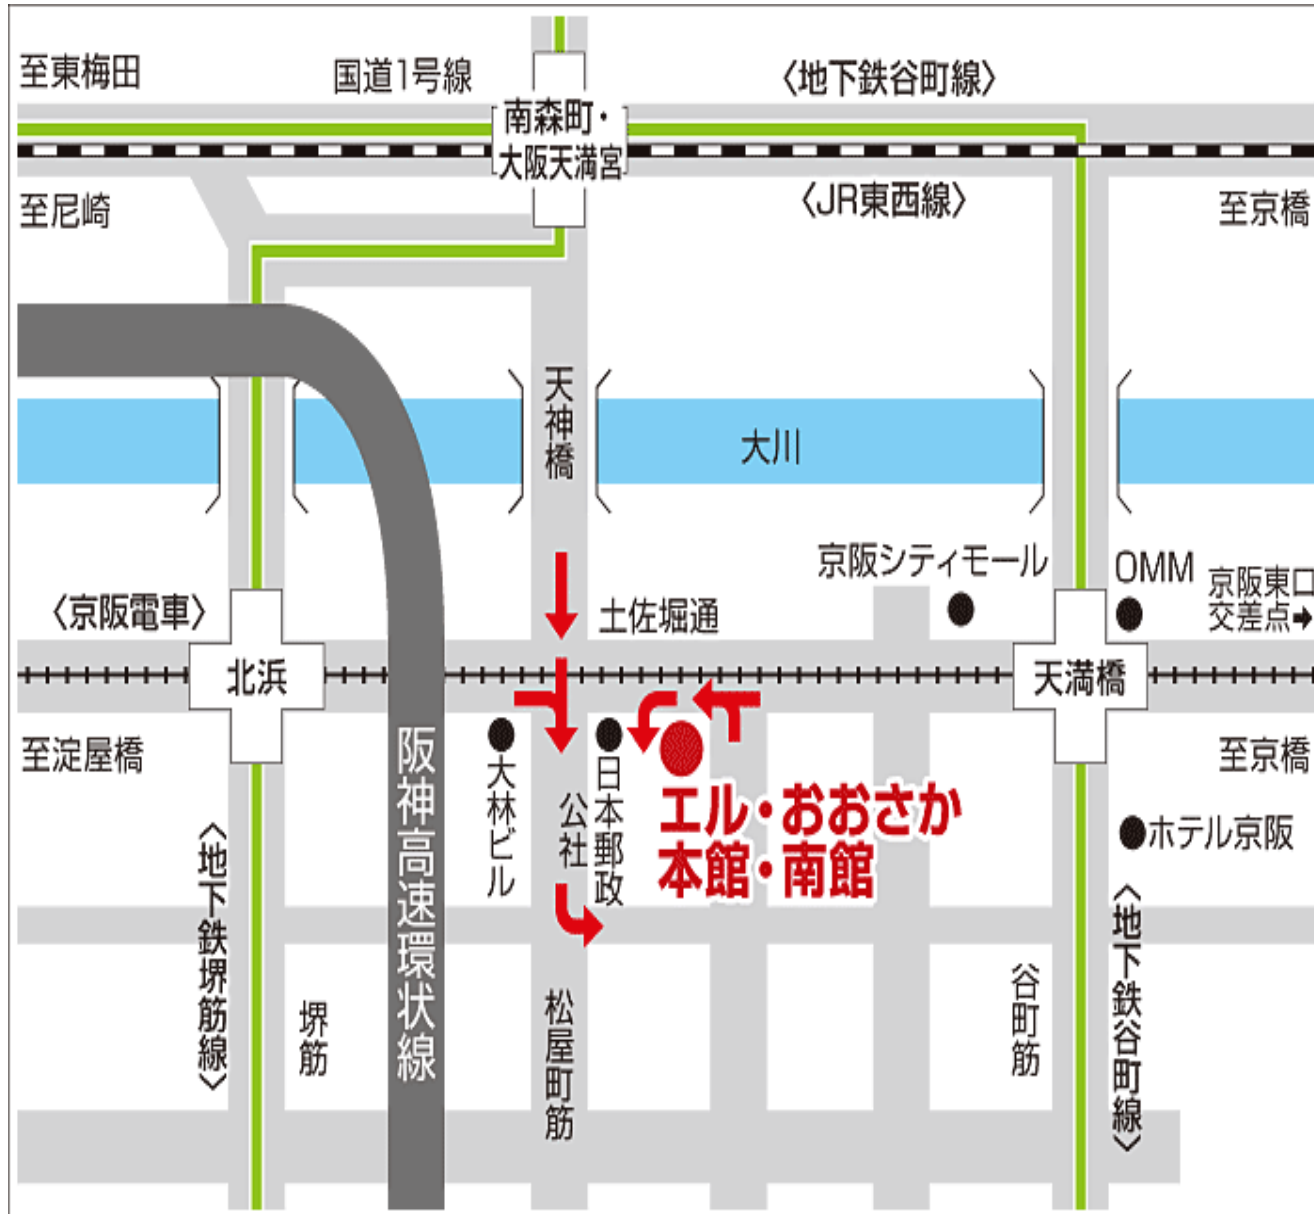 至東梅田
国道1号線
〈地下鉄谷町線〉
南森町・
大阪天満宮
至尼崎
〈JR東西線〉
至京橋
天神橋
大川
京阪シティモール
OMM
京阪東口
交差点➡
〈京阪電車〉
土佐堀通
北浜
天満橋
至淀屋橋
阪神高速環状線
大林ビル
公社
日本郵政
エル・おおさか
本館・南館
至京橋
ホテル京阪
〈地下鉄堺筋線〉
堺筋
松屋町筋
谷町筋
〈地下鉄谷町線〉